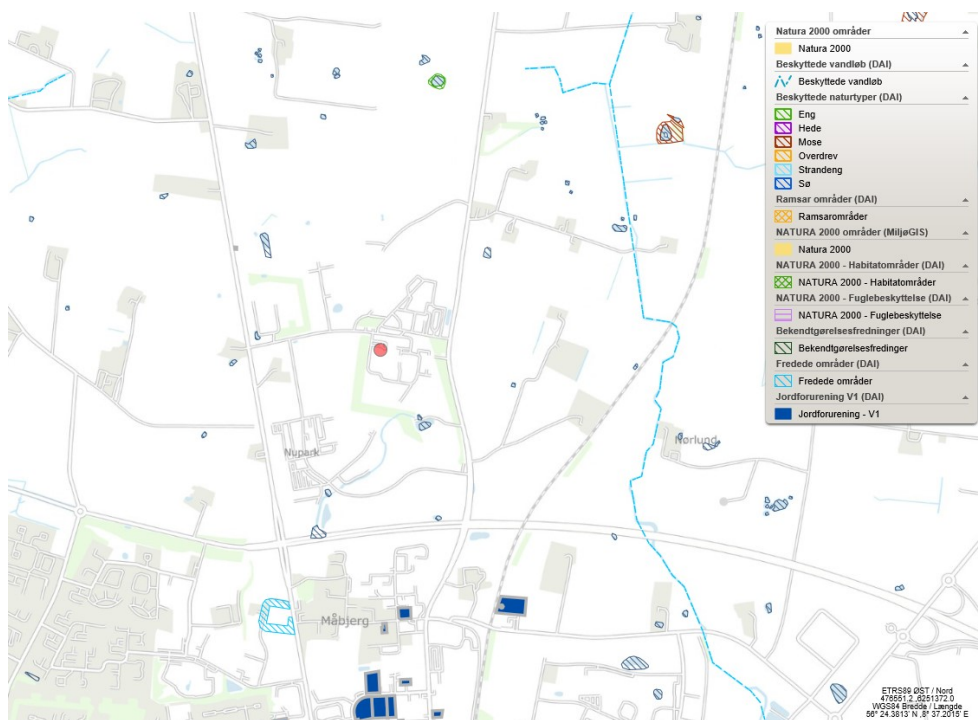 Natura 2000 områder
Natura 2000
Beskyttede vandløb (DAI)
Beskyttede vandløb
Beskyttede naturtyper (DAI)
Eng
Hede
Mose
Overdrev
Strandeng
Sø
Ramsar områder (DAI)
Ramsarområder
NATURA 2000 områder (MiljøGIS)
Natura 2000
NATURA 2000 - Habitatområder (DAI)
NATURA 2000 - Habitatområder
NATURA 2000 - Fuglebeskyttelse (DAI)
NATURA 2000 - Fuglebeskyttelse
Bekendtgørelsesfredninger (DAI)
Bekendtgørelsesfredinger
Fredede områder (DAI)
Fredede områder
Jordforurening V1 (DAI)
Jordforurening - V1
Nørlund
Nupark
Måbjerg
ETRS89 ØST / Nord
476551.2 ,6251372.0
WGS84 Bredde / Længde
56° 24.3813' N ,8° 37.2015' E